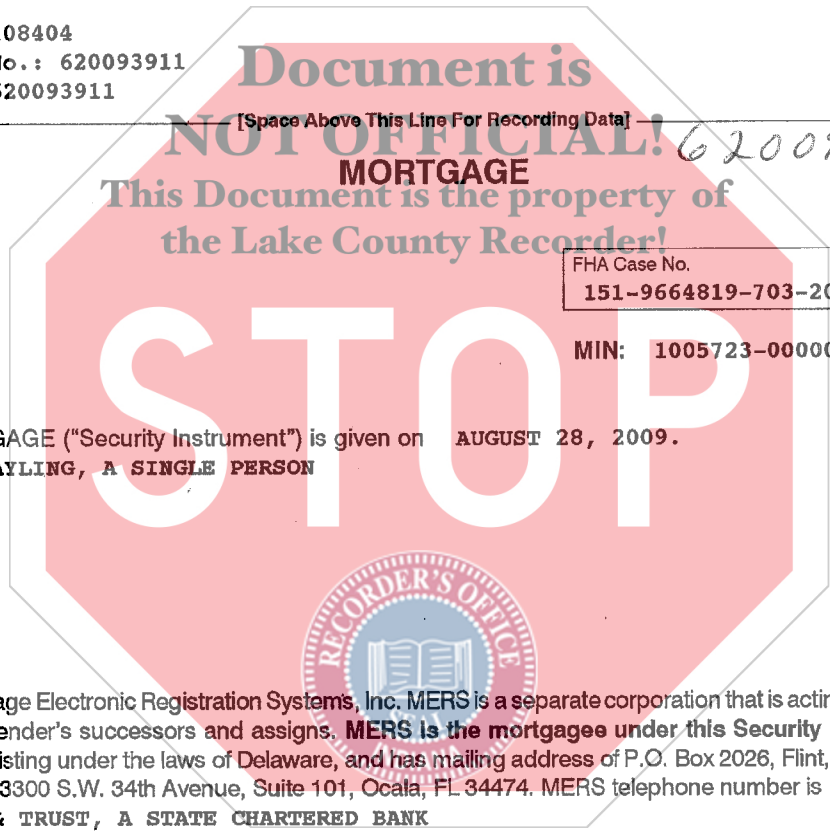 08404
No.: 620093911
620093911
Document is
[Space Above This Line For Recording Data]
NOT OFFICIAL!
62009
MORTGAGE
This Document is the property of
the Lake County Recorder!
FHA Case No.
151-9664819-703-20
MIN: 1005723-00000
STOP
GAGE ("Security Instrument") is given on AUGUST 28, 2009.
AYLING, A SINGLE PERSON
RECORDER'S OFFICE
age Electronic Registration Systems, Inc. MERS is a separate corporation that is actin
ender's successors and assigns. MERS is the mortgagee under this Security
isting under the laws of Delaware, and has mailing address of P.O. Box 2026, Flint,
3300 S.W. 34th Avenue, Suite 101, Ocala, FL 34474. MERS telephone number is
& TRUST, A STATE CHARTERED BANK